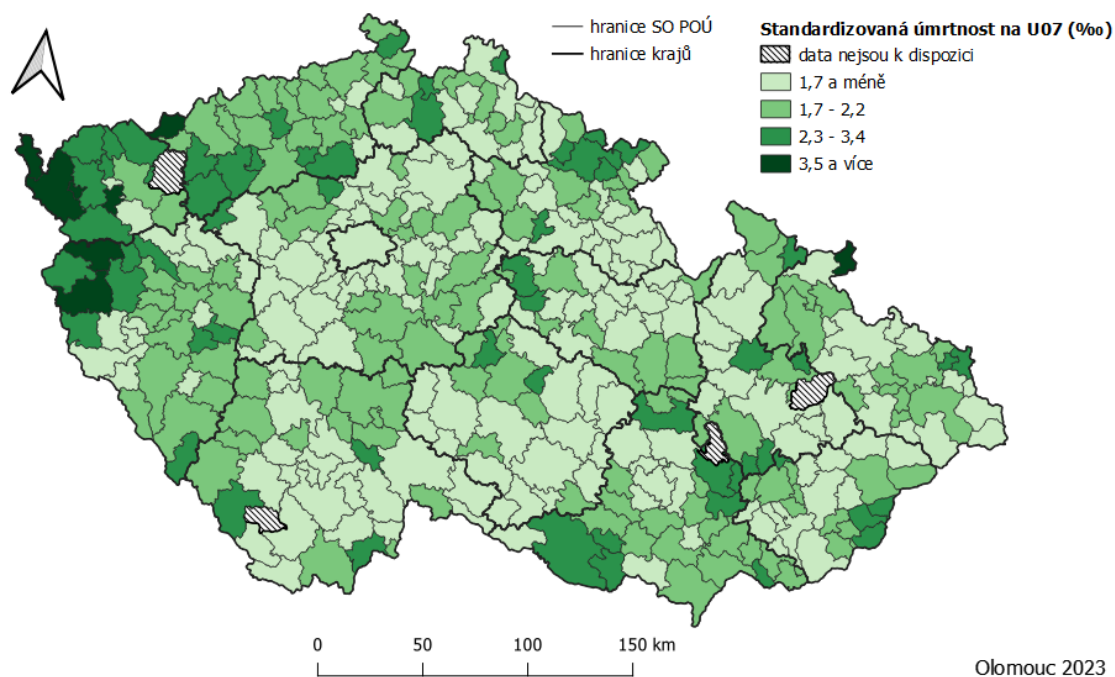 hranice SO POÚ
hranice krajů
Standardizovaná úmrtnost na U07 (‰)
data nejsou k dispozici
1,7 a méně
1,7 - 2,2
2,3 - 3,4
3,5 a více
0 50 100 150 km
Olomouc 2023